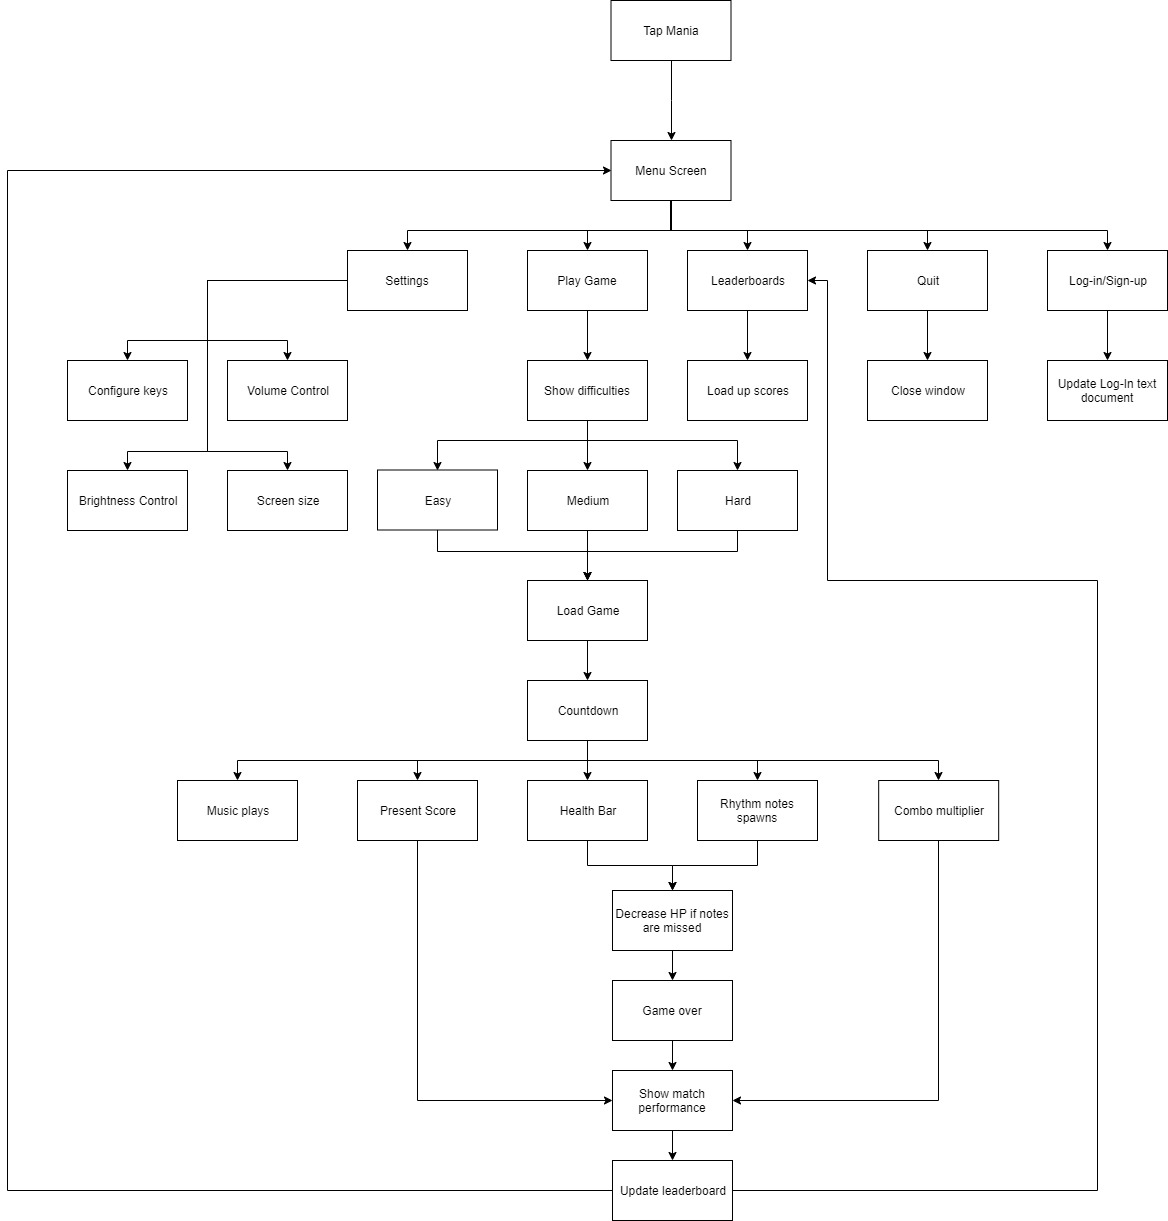 Tap Mania
Menu Screen
Settings
Play Game
Leaderboards
Quit
Log-in/Sign-up
Configure keys
Volume Control
Show difficulties
Load up scores
Close window
Update Log-In text
document
Brightness Control
Screen size
Easy
Medium
Hard
Load Game
Countdown
Music plays
Present Score
Health Bar
Rhythm notes
spawns
Combo multiplier
Decrease HP if notes
are missed
Game over
Show match
performance
Update leaderboard